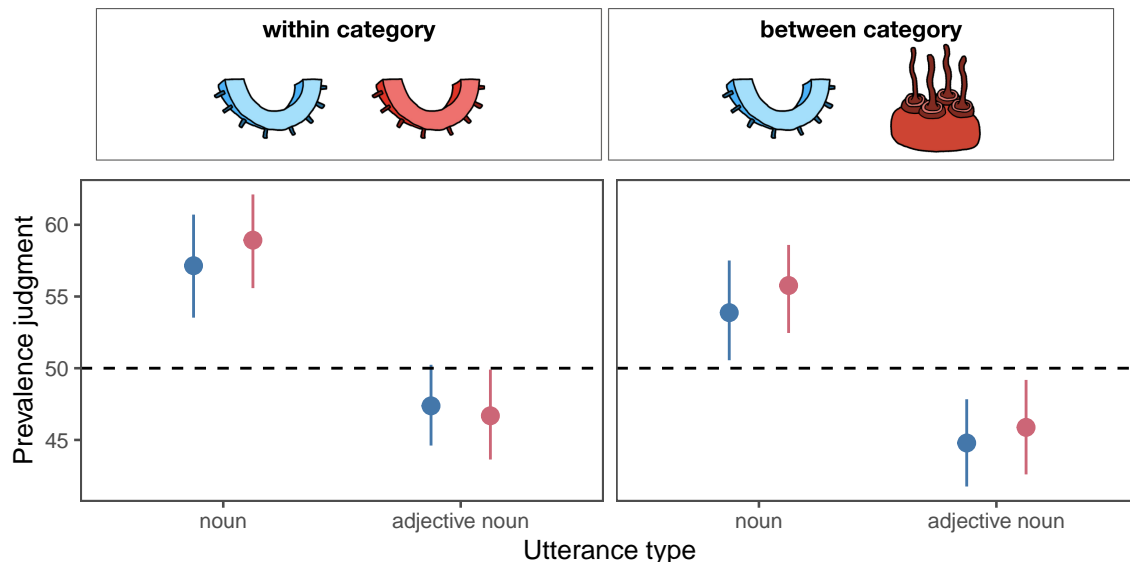 within category
between category
Prevalence judgment
60
55
50
45
noun
adjective noun
noun
adjective noun
Utterance type